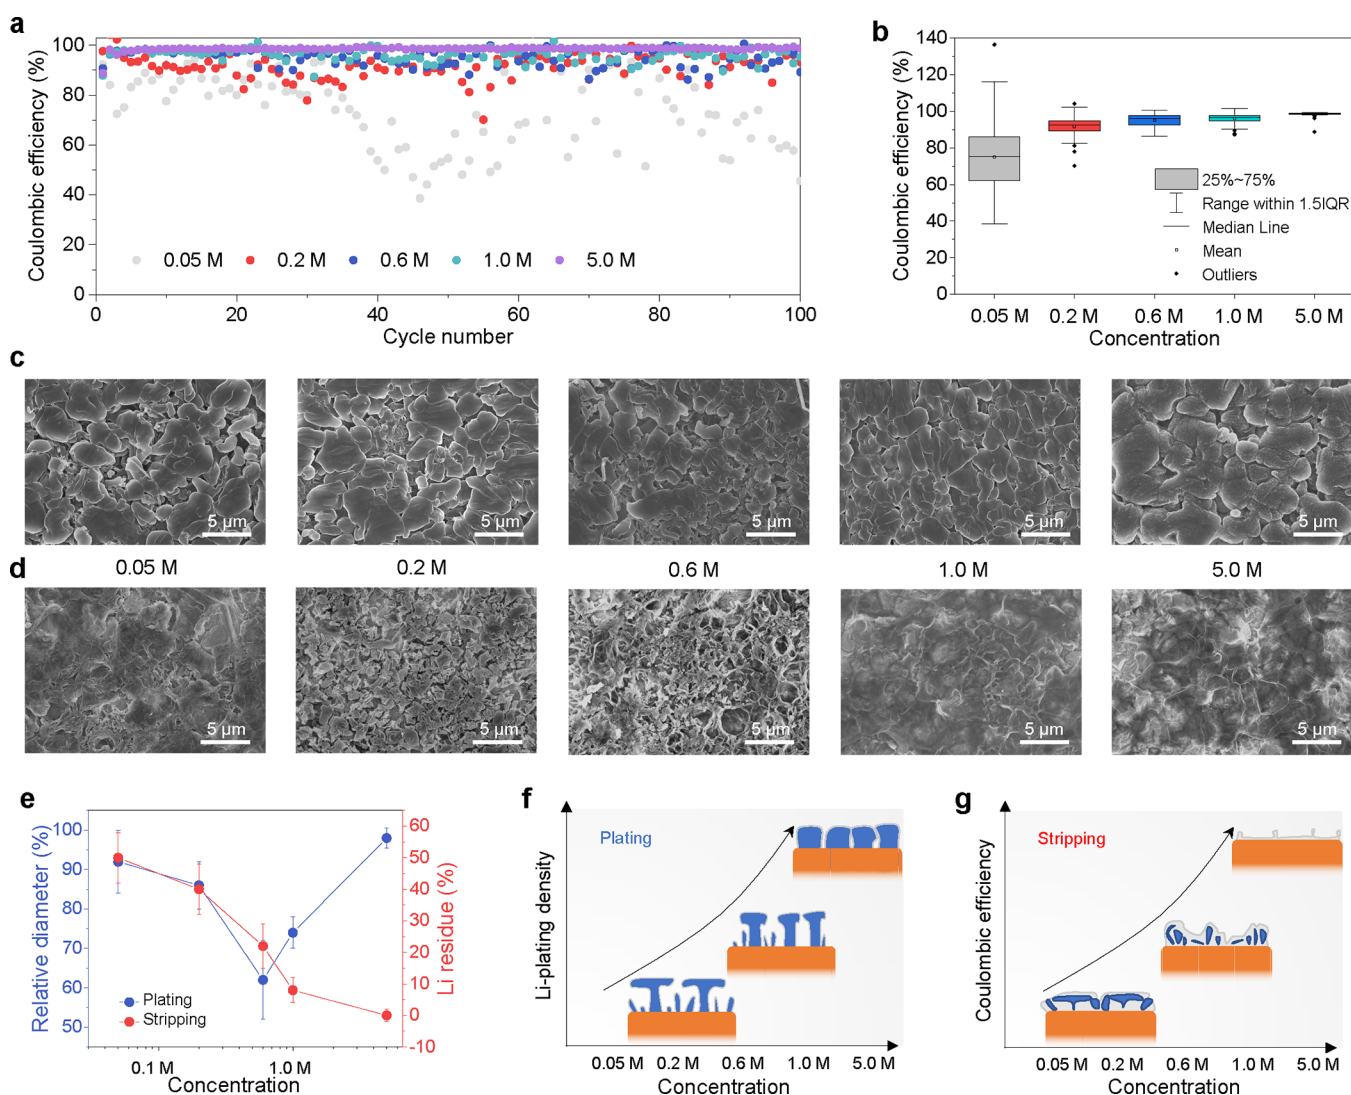 a
Coulombic efficiency (%)
100
80
60
40
20
0
0.05 M
0.2 M
0.6 M
1.0 M
5.0 M
0
20
40
60
80
100
Cycle number
b
Coulombic efficiency (%)
140
120
100
80
60
40
20
0
25%~75%
Range within 1.5IQR
Median Line
Mean
Outliers
0.05 M
0.2 M
0.6 M
1.0 M
5.0 M
Concentration
c
5 µm
5 µm
5 µm
5 µm
5 µm
0.05 M
0.2 M
0.6 M
1.0 M
5.0 M
d
5 µm
5 µm
5 µm
5 µm
5 µm
e
Relative diameter (%)
100
90
80
70
60
50
Plating
Stripping
60
50
40
30
20
10
0
-10
Li residue (%)
0.1 M
1.0 M
Concentration
f
Plating
Li-plating density
0.05 M
0.2 M
0.6 M
1.0 M
5.0 M
Concentration
g
Stripping
Coulombic efficiency
0.05 M
0.2 M
0.6 M
1.0 M
5.0 M
Concentration